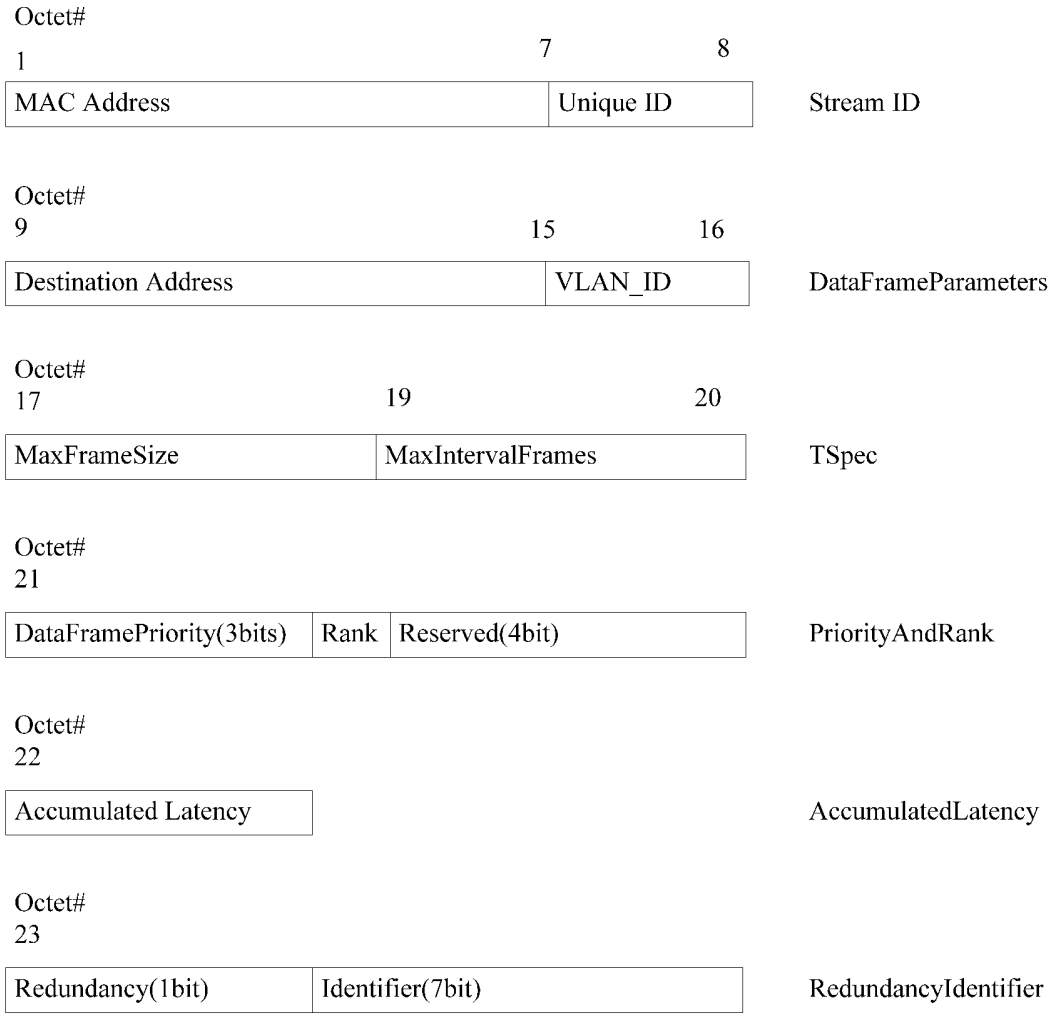 Octet#
1 7 8
MAC Address Unique ID Stream ID
Octet#
9 15 16
Destination Address VLAN_ID DataFrameParameters
Octet#
17 19 20
MaxFrameSize MaxIntervalFrames TSpec
Octet#
21
DataFramePriority(3bits) Rank Reserved(4bit) PriorityAndRank
Octet#
22
Accumulated Latency AccumulatedLatency
Octet#
23
Redundancy(1bit) Identifier(7bit) RedundancyIdentifier